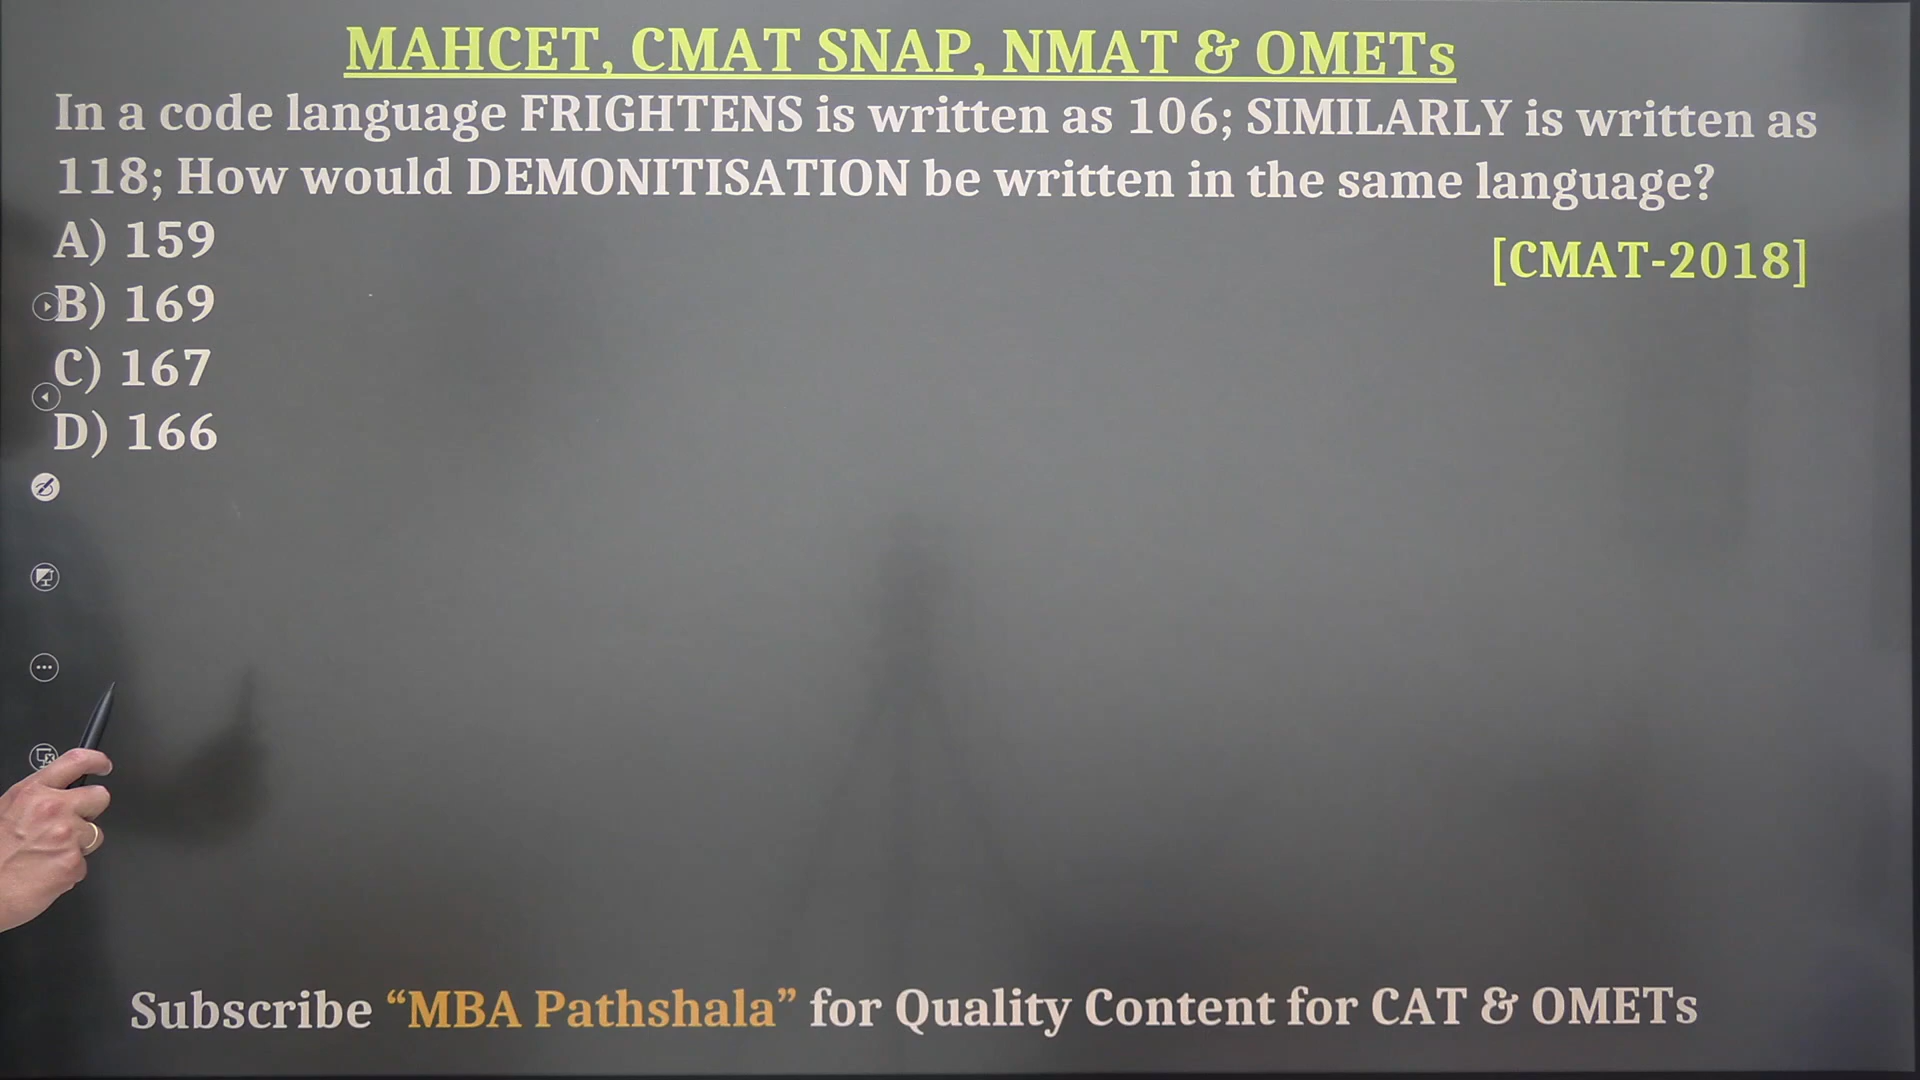 MAHCET, CMAT SNAP, NMAT & OMETs
In a code language FRIGHTENS is written as 106; SIMILARLY is written as
118; How would DEMONITISATION be written in the same language?
A) 159
[CMAT-2018]
B) 169
C) 167
D) 166
Subscribe “MBA Pathshala” for Quality Content for CAT & OMETs